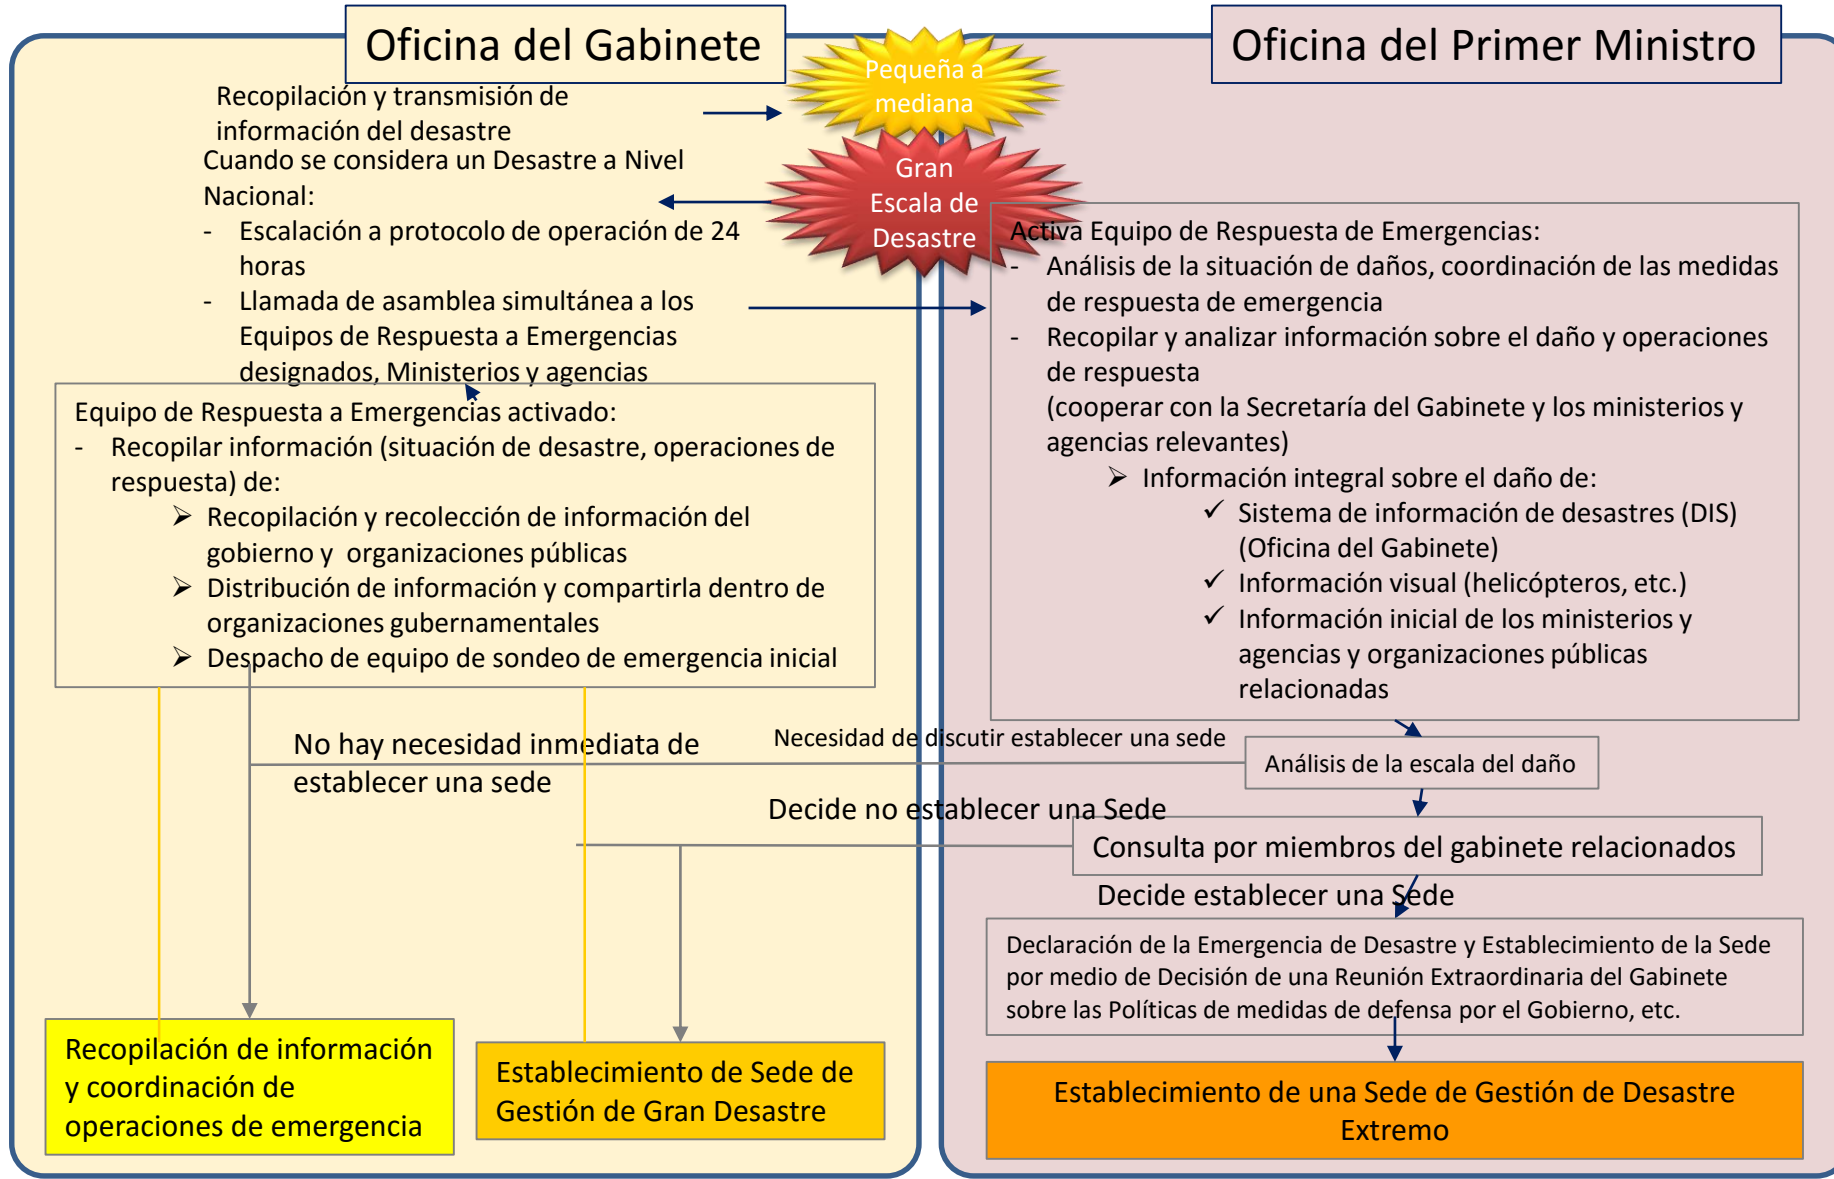 Oficina del Gabinete
Pequeña a
mediana
Recopilación y transmisión de
información del desastre
Gran
Escala de
Desastre
Cuando se considera un Desastre a Nivel
Nacional:
- Escalación a protocolo de operación de 24
horas
- Llamada de asamblea simultánea a los
Equipos de Respuesta a Emergencias
designados, Ministerios y agencias
Equipo de Respuesta a Emergencias activado:
- Recopilar información (situación de desastre, operaciones de
respuesta) de:
➢ Recopilación y recolección de información del
gobierno y organizaciones públicas
➢ Distribución de información y compartirla dentro de
organizaciones gubernamentales
➢ Despacho de equipo de sondeo de emergencia inicial
Oficina del Primer Ministro
Activa Equipo de Respuesta de Emergencias:
- Análisis de la situación de daños, coordinación de las medidas
de respuesta de emergencia
- Recopilar y analizar información sobre el daño y operaciones
de respuesta
(cooperar con la Secretaría del Gabinete y los ministerios y
agencias relevantes)
➢ Información integral sobre el daño de:
✓ Sistema de información de desastres (DIS)
(Oficina del Gabinete)
✓ Información visual (helicópteros, etc.)
✓ Información inicial de los ministerios y
agencias y organizaciones públicas
relacionadas
Análisis de la escala del daño
Necesidad de discutir establecer una sede
No hay necesidad inmediata de
establecer una sede
Decide no establecer una Sede
Consulta por miembros del gabinete relacionados
Decide establecer una Sede
Declaración de la Emergencia de Desastre y Establecimiento de la Sede
por medio de Decisión de una Reunión Extraordinaria del Gabinete
sobre las Políticas de medidas de defensa por el Gobierno, etc.
Recopilación de información
y coordinación de
operaciones de emergencia
Establecimiento de Sede de
Gestión de Gran Desastre
Establecimiento de una Sede de Gestión de Desastre
Extremo